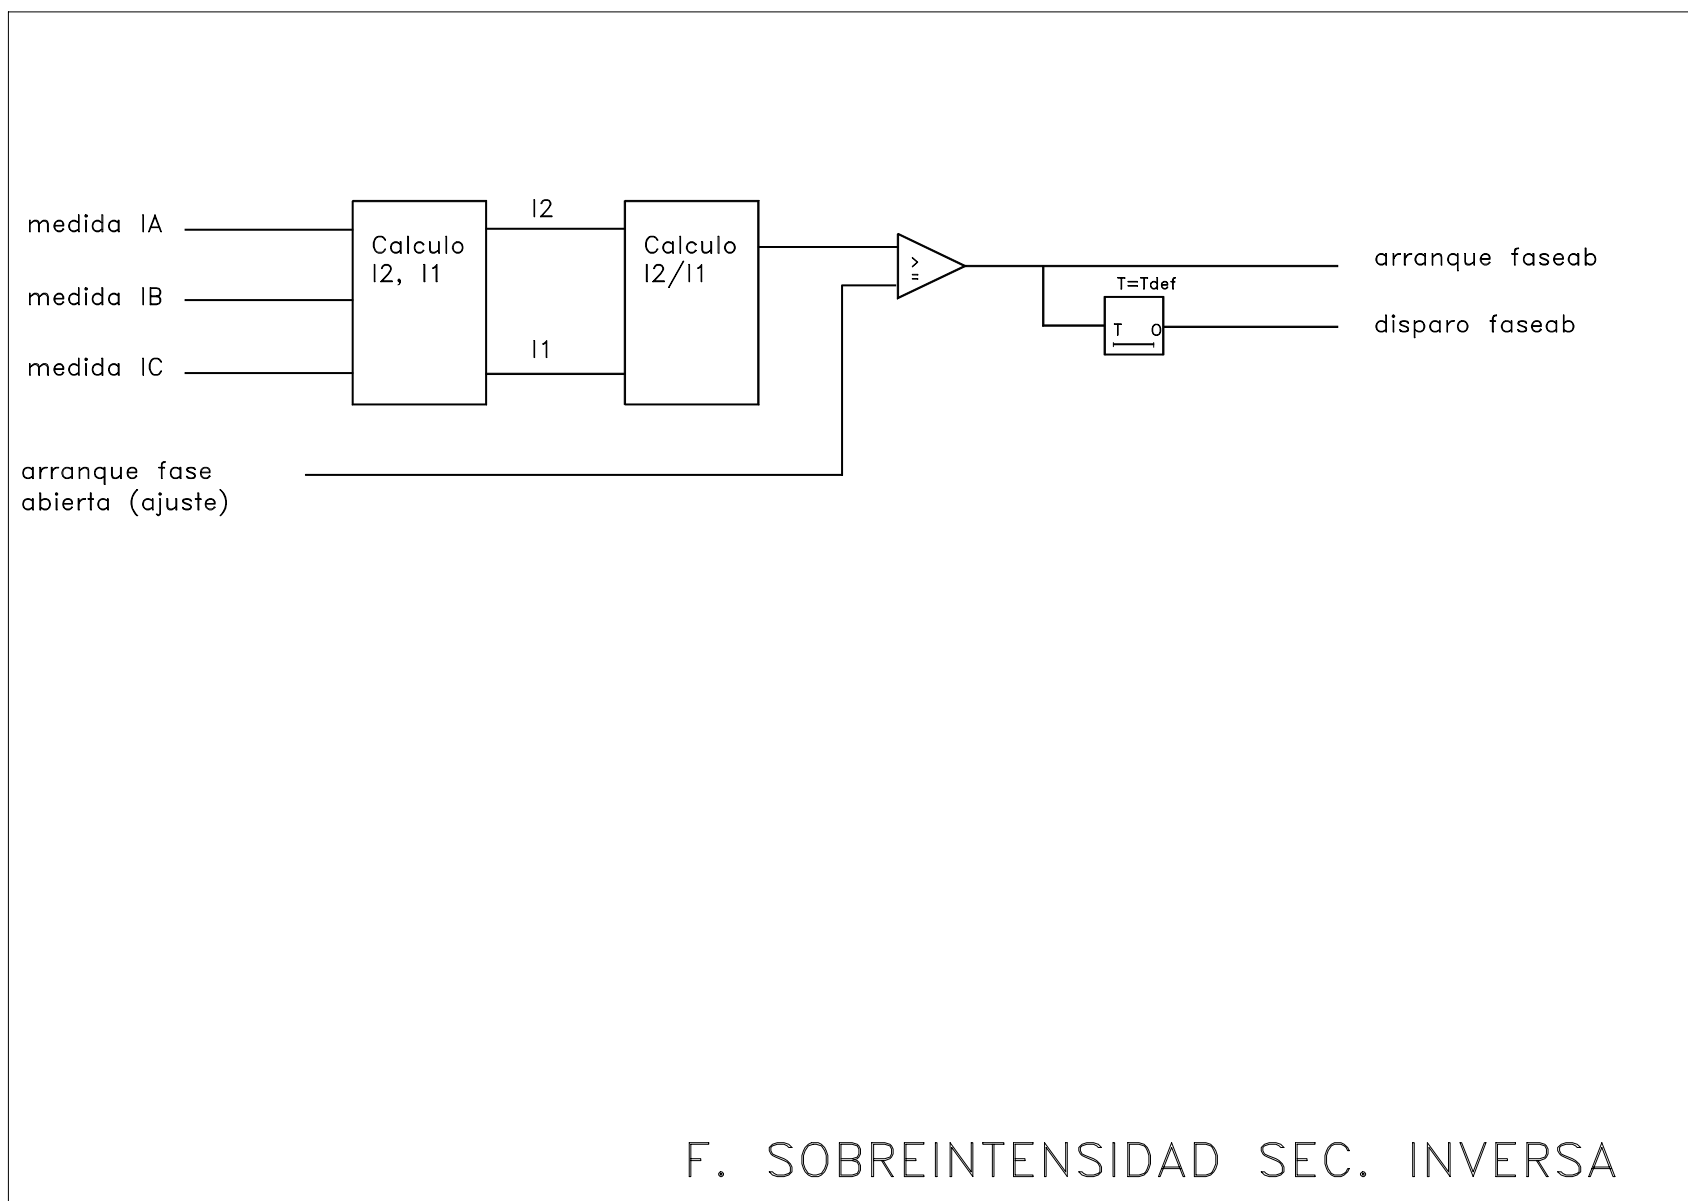 medida IA
medida IB
medida IC
arranque fase
abierta (ajuste)
Calculo
I2, I1
I2
I1
Calculo
I2/I1
>
=
T=Tdef
T O
arranque faseab
disparo faseab
F. SOBREINTENSIDAD SEC. INVERSA